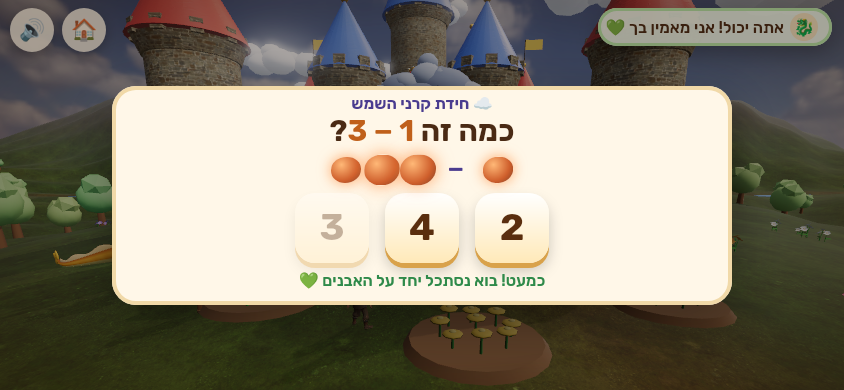 🐉 אתה יכול! אני מאמין בך 💚
☁️ חידת קרני השמש
כמה זה 1 – 3?
–
2 4 3
כמעט! בוא נסתכל יחד על האבנים 💚